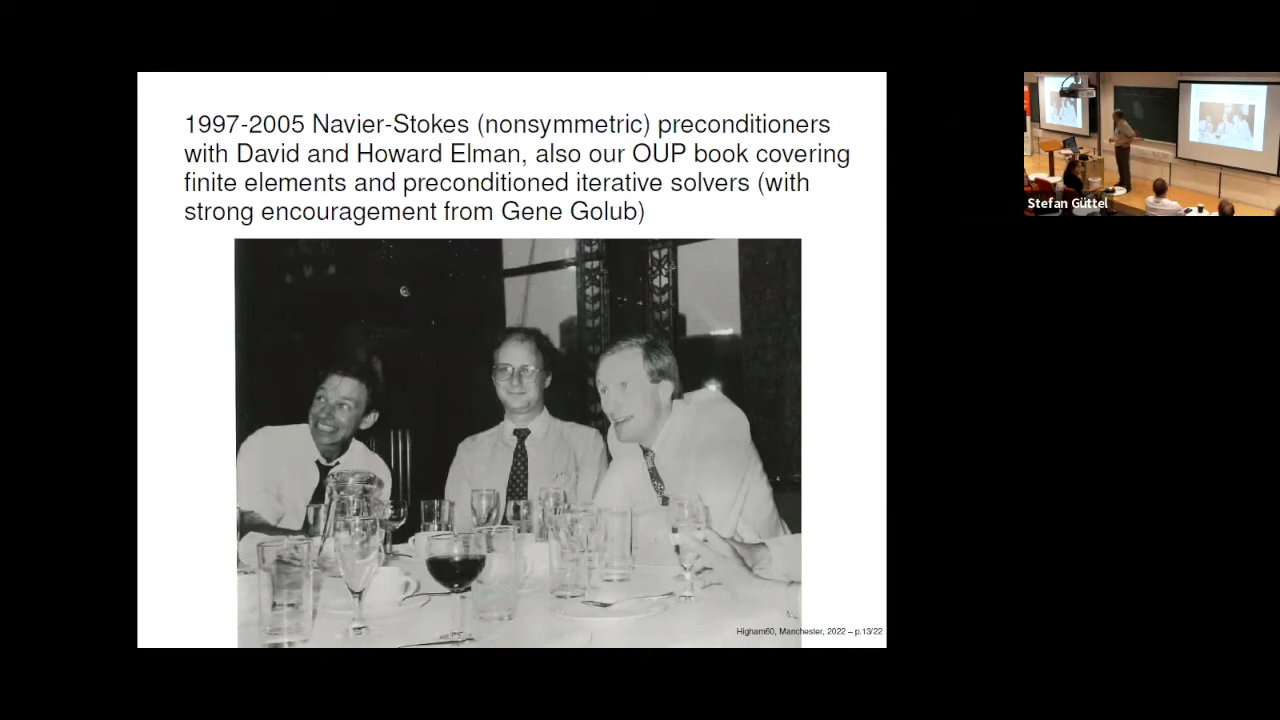 1997-2005 Navier-Stokes (nonsymmetric) preconditioners
with David and Howard Elman, also our OUP book covering
finite elements and preconditioned iterative solvers (with
strong encouragement from Gene Golub)
Higham60, Manchester, 2022 – p.13/22
Stefan Güttel